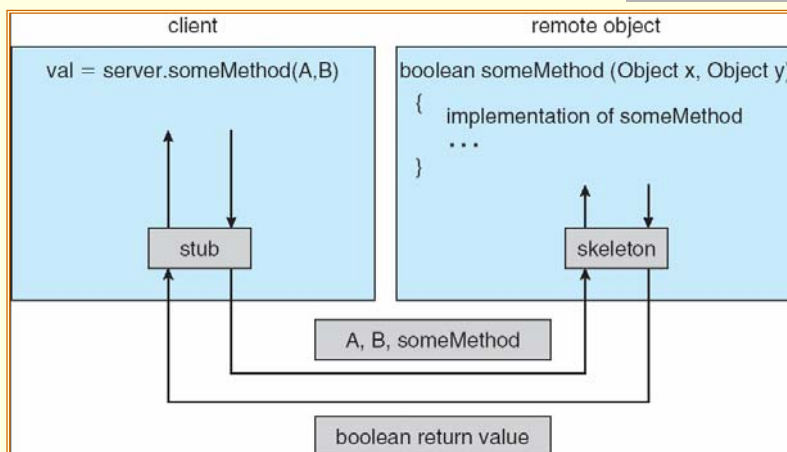 client
remote object
val = server.someMethod(A,B)
boolean someMethod (Object x, Object y)
{
implementation of someMethod
...
}
stub
skeleton
A, B, someMethod
boolean return value